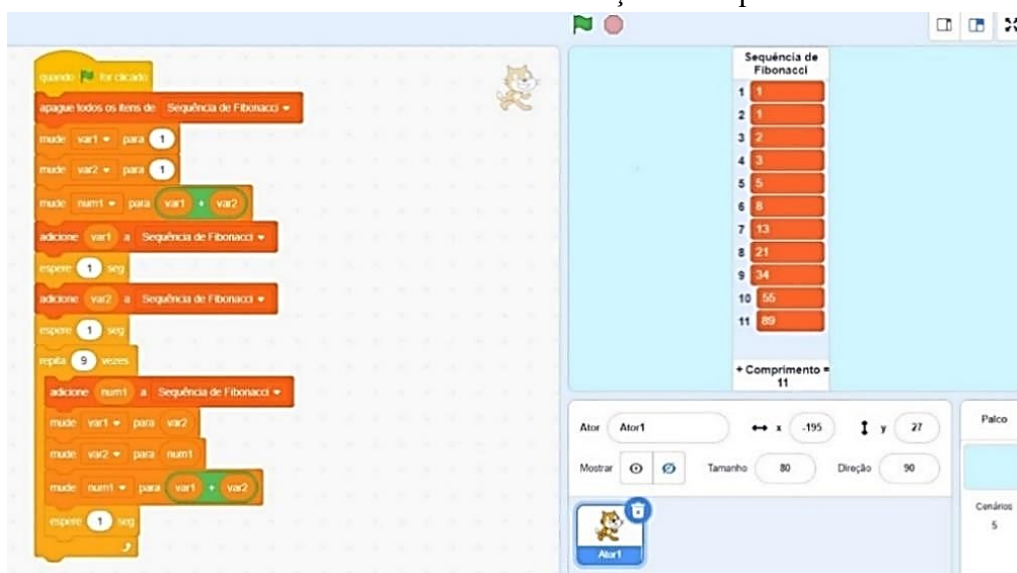 quando for clicado
apague todos os itens de Sequência de Fibonacci
mude var1 para 1
mude var2 para 1
mude num1 para var1 + var2
adicione var1 a Sequência de Fibonacci
espere 1 seg
adicione var2 a Sequência de Fibonacci
espere 1 seg
repita 9 vezes
adicione num1 a Sequência de Fibonacci
mude var1 para var2
mude var2 para num1
mude num1 para var1 + var2
espere 1 seg
Sequência de
Fibonacci
1 1
2 1
3 2
4 3
5 5
6 8
7 13
8 21
9 34
10 55
11 89
+ Comprimento =
11
Ator Ator1 x -195 y 27
Mostrar Tamanho 80 Direção 90
Ator1
Palco
Cenários
5